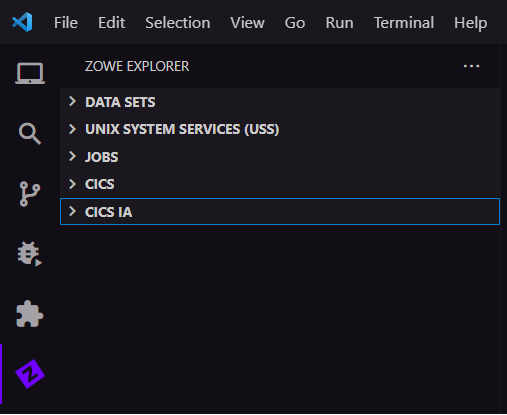 File Edit Selection View Go Run Terminal Help
ZOWE EXPLORER
DATA SETS
UNIX SYSTEM SERVICES (USS)
JOBS
CICS
CICS IA
Z